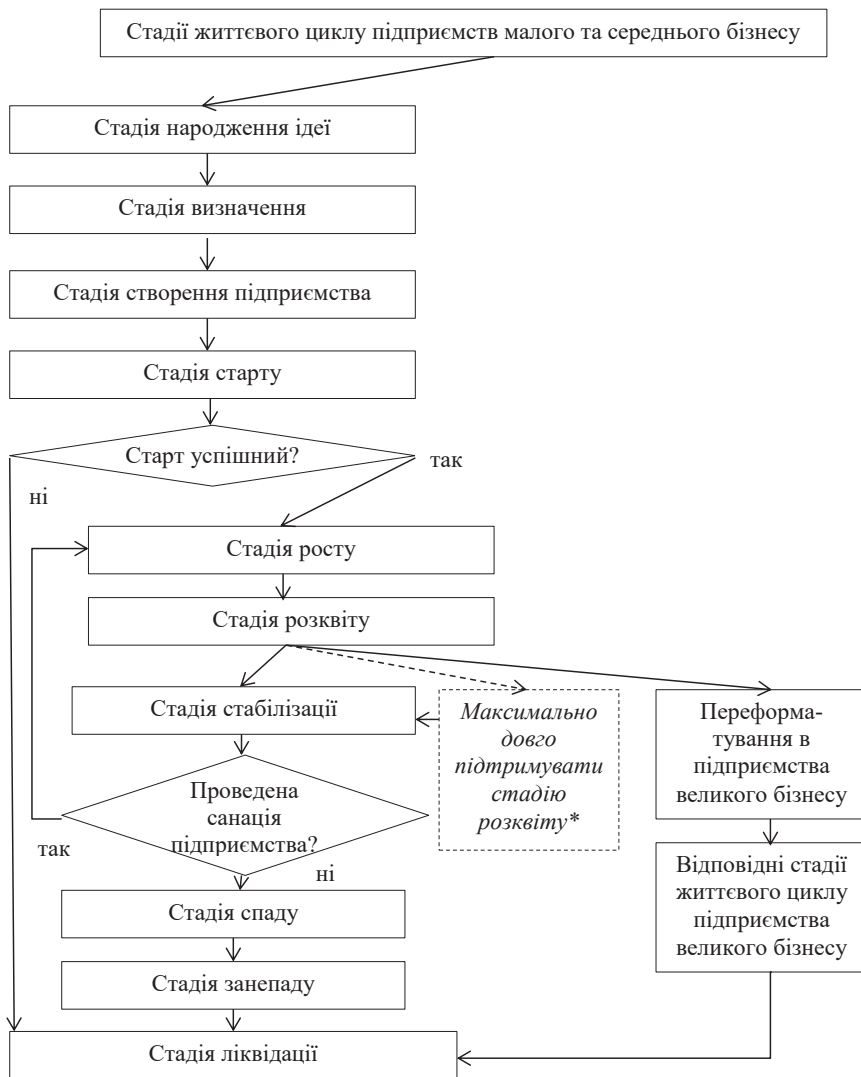 Стадії життєвого циклу підприємств малого та середнього бізнесу
Стадія народження ідеї
Стадія визначення
Стадія створення підприємства
Стадія старту
Старт успішний?
так
ні
Стадія росту
Стадія розквіту
Стадія стабілізації
Максимально
довго
підтримувати
стадію
розквіту*
Переформа-
тування в
підприємства
великого бізнесу
Проведена
санація
підприємства?
так
ні
Відповідні стадії
життєвого циклу
підприємства
великого бізнесу
Стадія спаду
Стадія занепаду
Стадія ліквідації